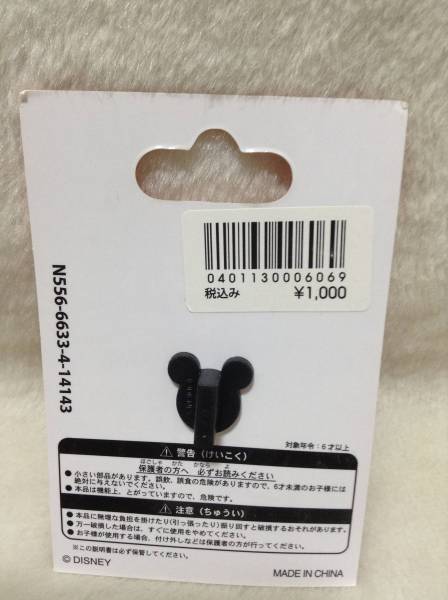 0401130006069
税込み ¥1,000
N556-6633-4-14143
対象年令：6才以上
⚠ 警告（けいこく）
ほごしゃ かた かなら よ
保護者の方へ 必ずお読みください
● 小さい部品があります。誤飲、誤食の危険がありますので、6才未満のお子様には
絶対に与えないでください。
● 本品は機能上、とがっていますので、危険です。
⚠ 注意（ちゅうい）
● 本品に無理な負担を掛けたり(引っ張ったり)振り回すと破損するおそれがあります。
● 万一破損した場合は、すぐに使用をやめてください。
● お子様が使用する場合、付け外しなどは保護者の方が行ってください。
※この説明書は必ず保管してください。
© DISNEY
MADE IN CHINA